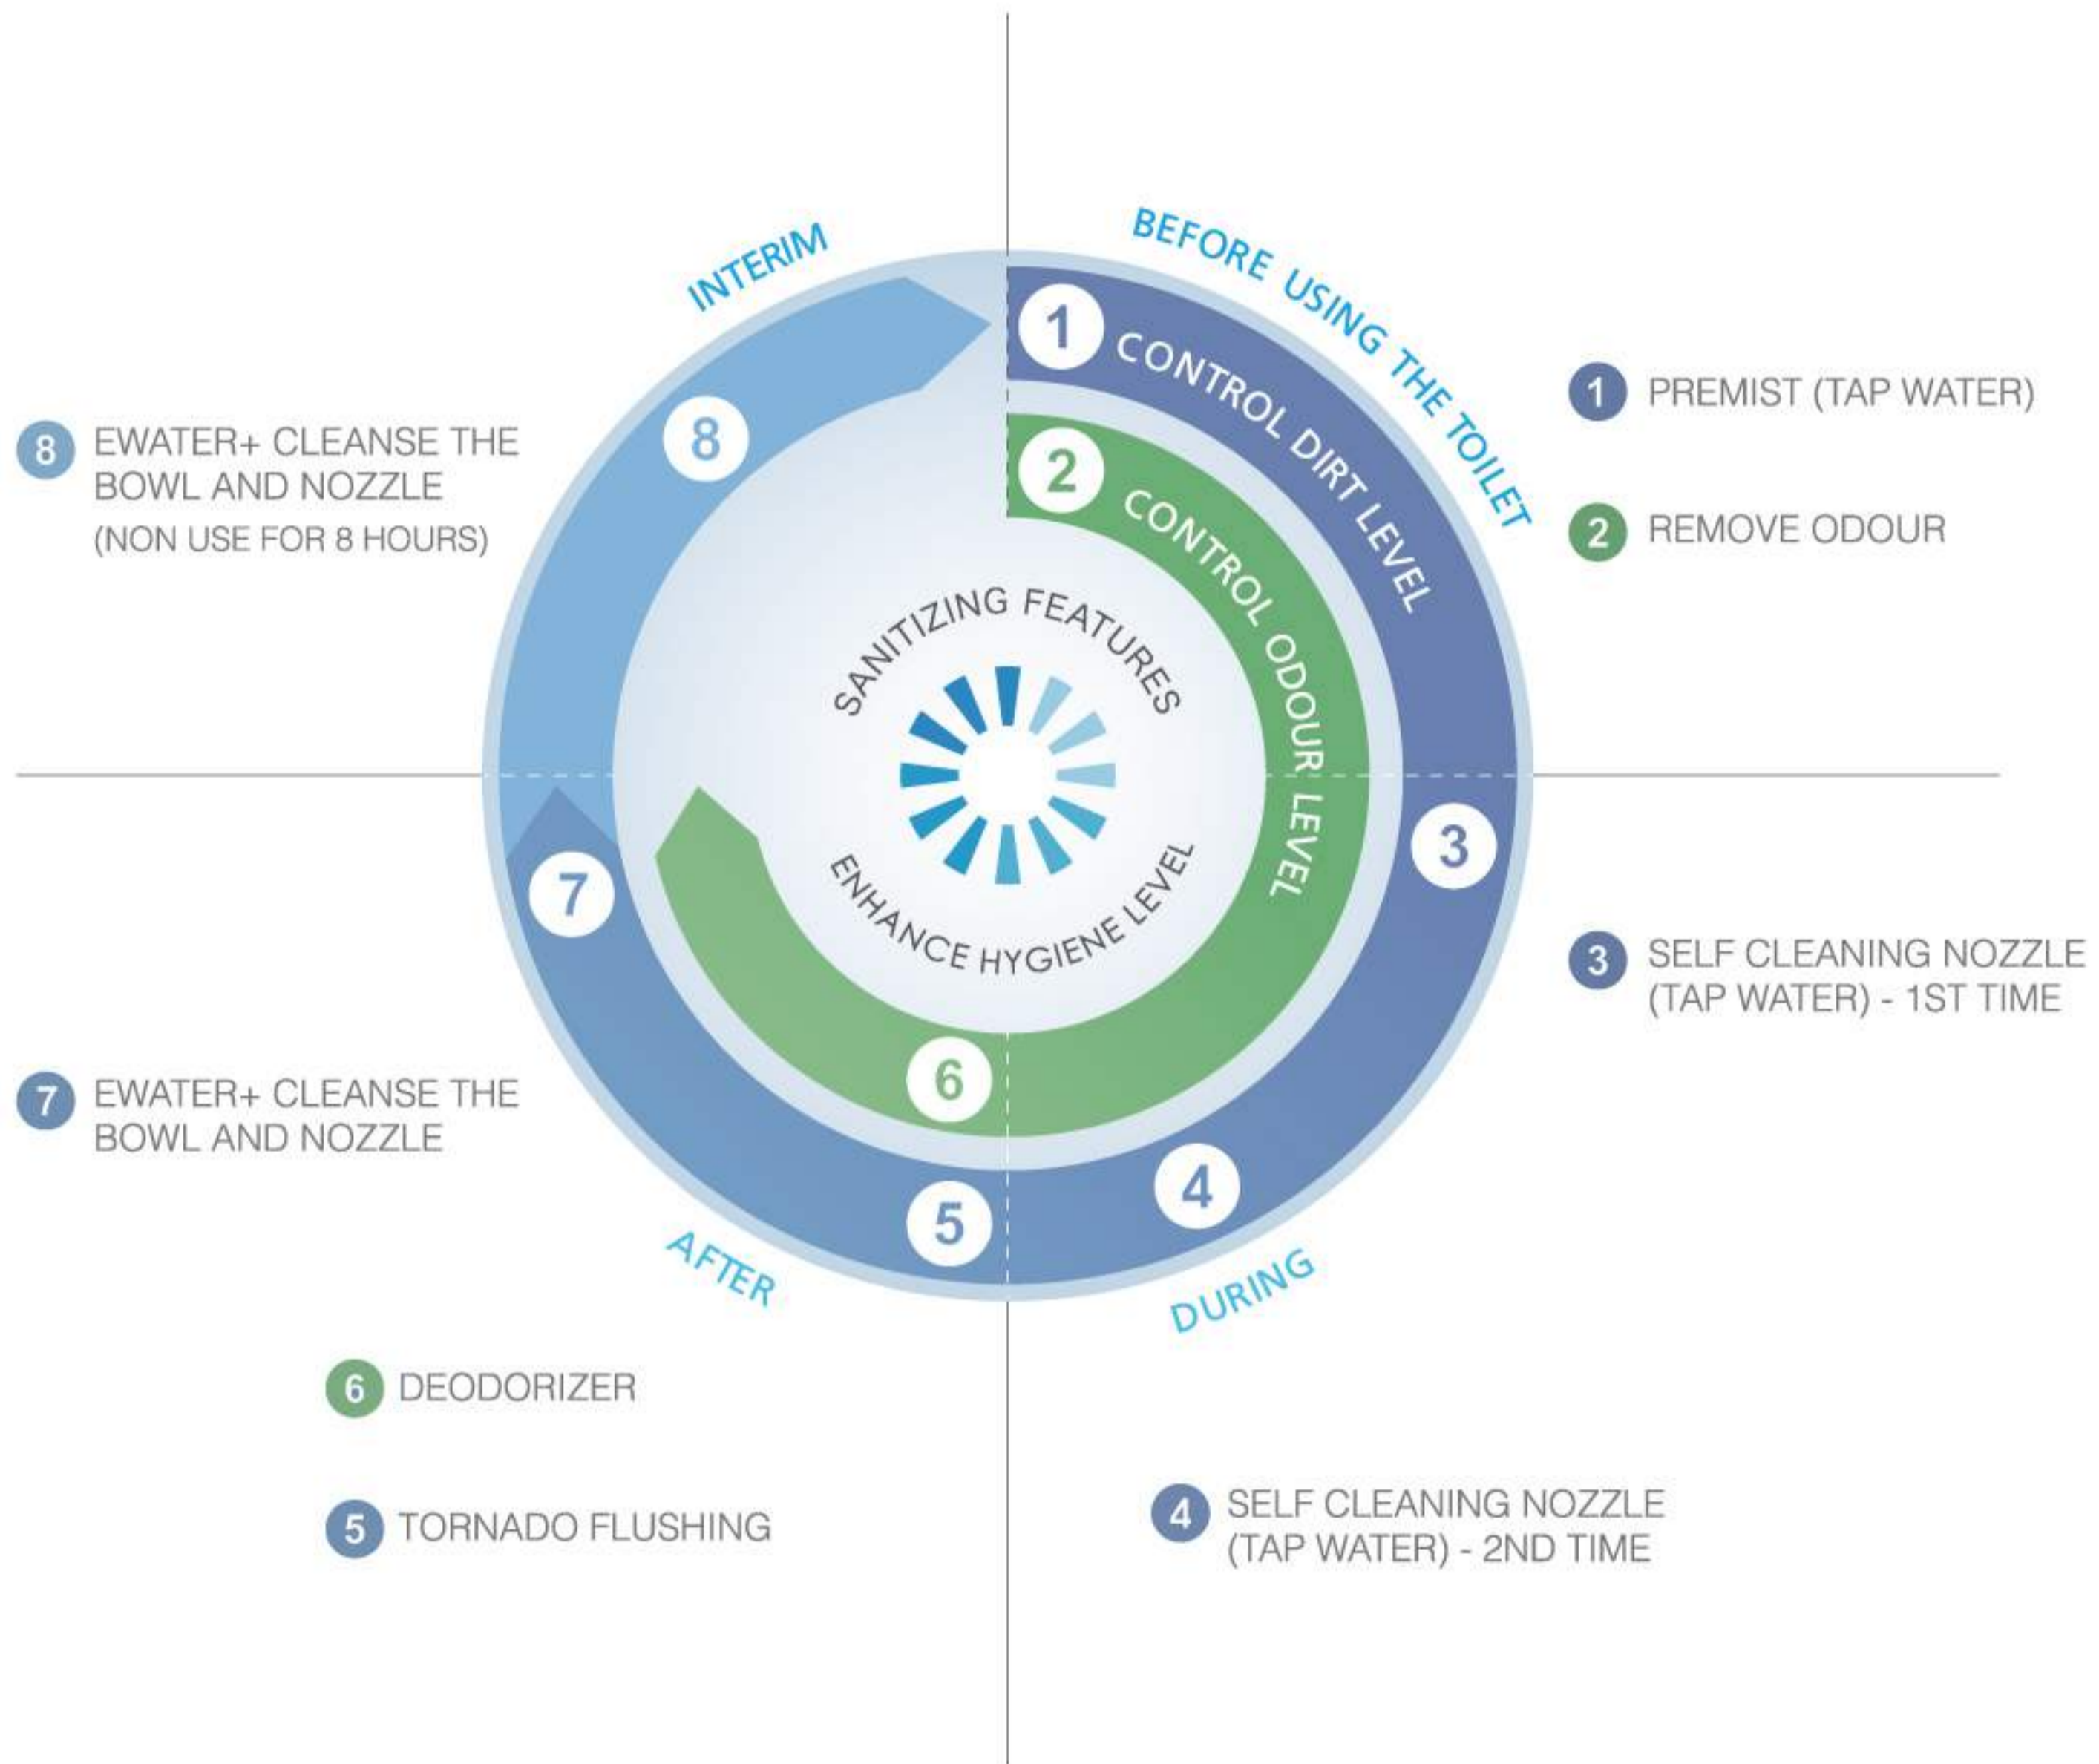 INTERIM
BEFORE USING THE TOILET
1 CONTROL DIRT LEVEL
2 CONTROL ODOUR LEVEL
1 PREMIST (TAP WATER)
2 REMOVE ODOUR
8
8 EWATER+ CLEANSE THE
BOWL AND NOZZLE
(NON USE FOR 8 HOURS)
SANITIZING FEATURES
ENHANCE HYGIENE LEVEL
3
3 SELF CLEANING NOZZLE
(TAP WATER) - 1ST TIME
7
7 EWATER+ CLEANSE THE
BOWL AND NOZZLE
6
4
5
AFTER
DURING
6 DEODORIZER
5 TORNADO FLUSHING
4 SELF CLEANING NOZZLE
(TAP WATER) - 2ND TIME